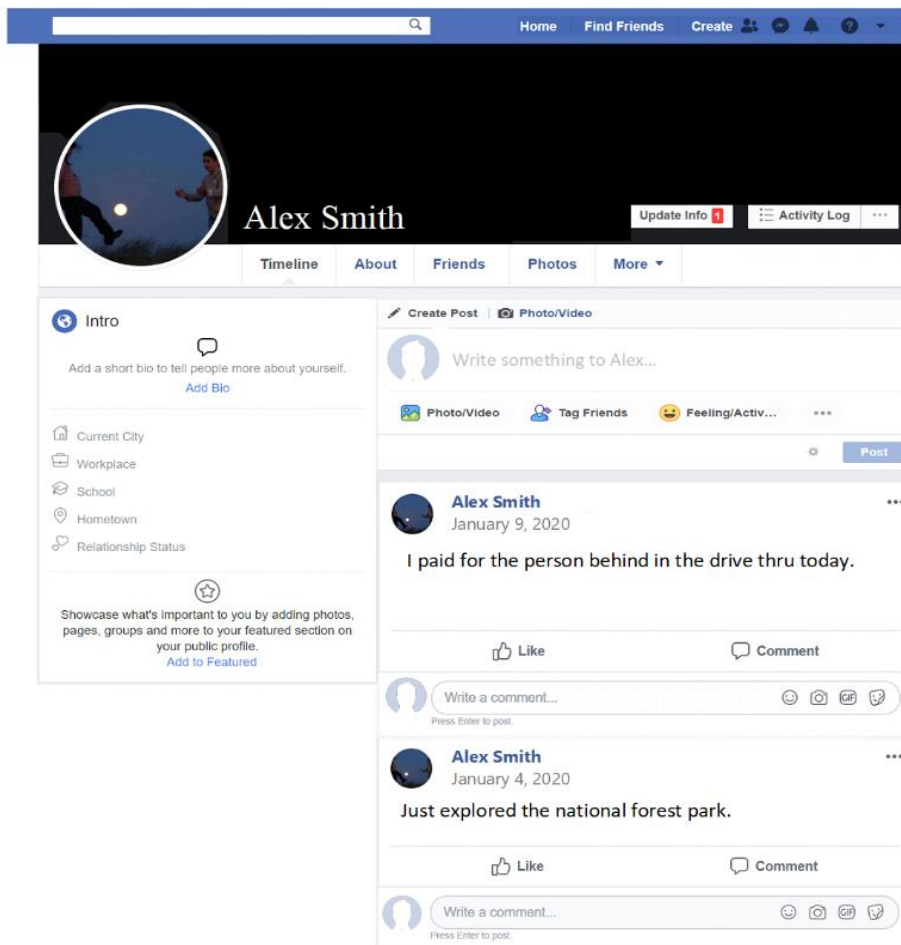 Home Find Friends Create
Alex Smith
Update Info 1
Activity Log
Timeline About Friends Photos More
Intro
Add a short bio to tell people more about yourself.
Add Bio
Current City
Workplace
School
Hometown
Relationship Status
Showcase what's important to you by adding photos,
pages, groups and more to your featured section on
your public profile.
Add to Featured
Create Post Photo/Video
Write something to Alex...
Photo/Video Tag Friends Feeling/Activ... 
Post
Alex Smith
January 9, 2020
I paid for the person behind in the drive thru today.
Like Comment
Write a comment... GIF
Press Enter to post.
Alex Smith
January 4, 2020
Just explored the national forest park.
Like Comment
Write a comment... GIF
Press Enter to post.